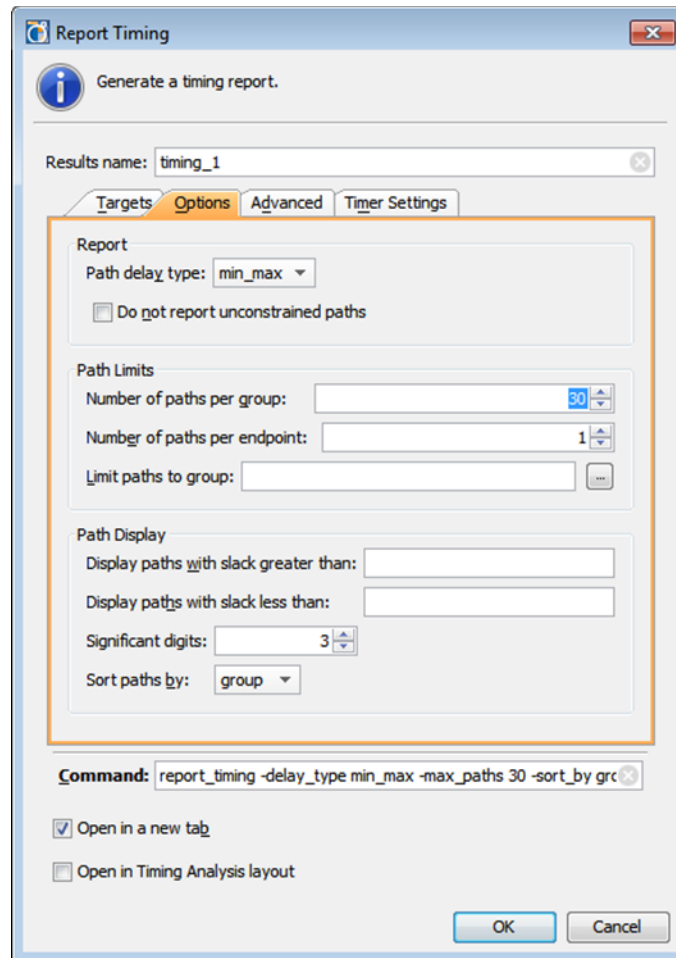 Report Timing
Generate a timing report.
Results name: timing_1
Targets Options Advanced Timer Settings
Report
Path delay type: min_max
Do not report unconstrained paths
Path Limits
Number of paths per group: 30
Number of paths per endpoint: 1
Limit paths to group: ...
Path Display
Display paths with slack greater than:
Display paths with slack less than:
Significant digits: 3
Sort paths by: group
Command: report_timing -delay_type min_max -max_paths 30 -sort_by grc
Open in a new tab
Open in Timing Analysis layout
OK Cancel